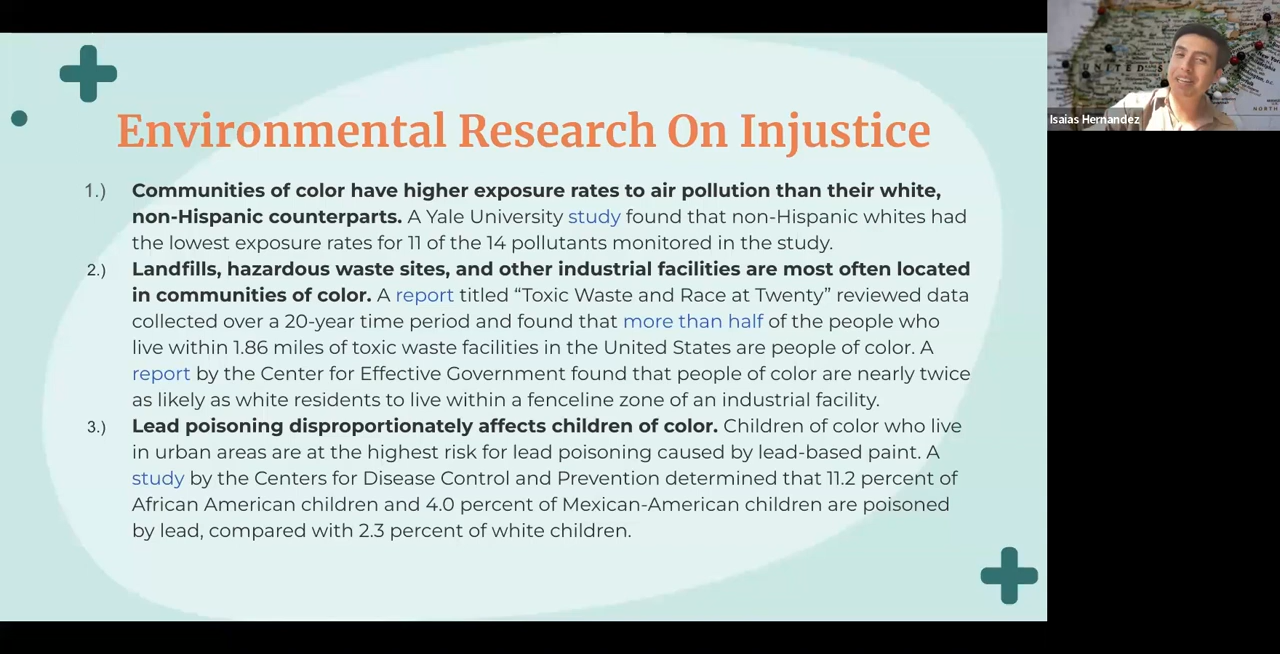 Environmental Research On Injustice
1.) Communities of color have higher exposure rates to air pollution than their white,
non-Hispanic counterparts. A Yale University study found that non-Hispanic whites had
the lowest exposure rates for 11 of the 14 pollutants monitored in the study.
2.) Landfills, hazardous waste sites, and other industrial facilities are most often located
in communities of color. A report titled “Toxic Waste and Race at Twenty” reviewed data
collected over a 20-year time period and found that more than half of the people who
live within 1.86 miles of toxic waste facilities in the United States are people of color. A
report by the Center for Effective Government found that people of color are nearly twice
as likely as white residents to live within a fenceline zone of an industrial facility.
3.) Lead poisoning disproportionately affects children of color. Children of color who live
in urban areas are at the highest risk for lead poisoning caused by lead-based paint. A
study by the Centers for Disease Control and Prevention determined that 11.2 percent of
African American children and 4.0 percent of Mexican-American children are poisoned
by lead, compared with 2.3 percent of white children.
UNITED S
NORTH
Isaias Hernandez